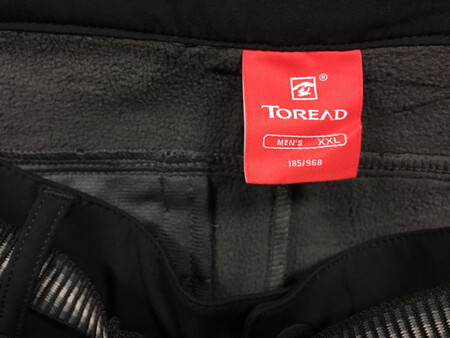 ®
TOREAD
MEN'S XXL
185/96B